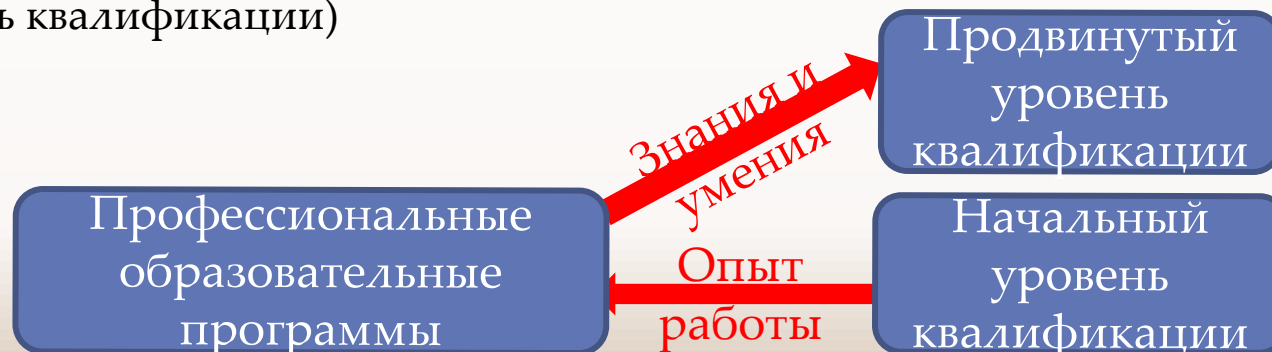 ь квалификации)
Продвинутый
уровень
квалификации
Знания и
умения
Профессиональные
образовательные
программы
Опыт
работы
Начальный
уровень
квалификации